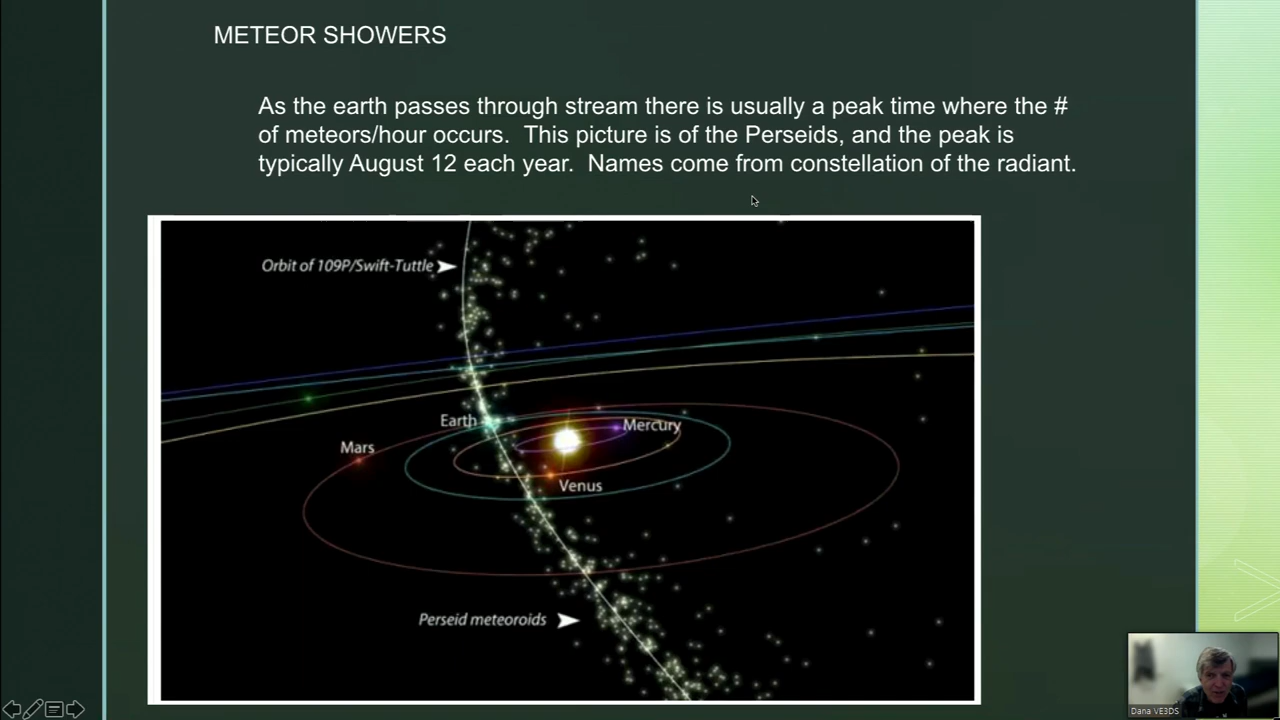 METEOR SHOWERS
As the earth passes through stream there is usually a peak time where the #
of meteors/hour occurs.  This picture is of the Perseids, and the peak is
typically August 12 each year.  Names come from constellation of the radiant.
Orbit of 109P/Swift-Tuttle
Earth
Mercury
Mars
Venus
Perseid meteoroids
Dana VE3DS